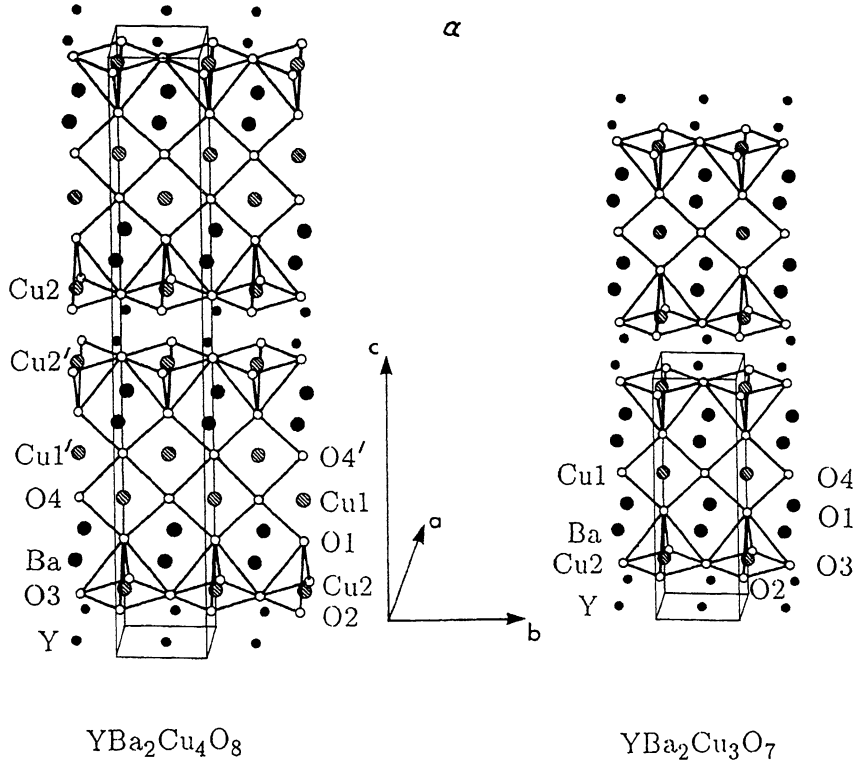 α
Cu2
Cu2′
c
Cu1′
O4′
O4
Cu1
a
O1
Ba
Cu2
O3
O2
b
Y
YBa₂Cu₄O₈
Cu1
O4
O1
Ba
Cu2
O3
O2
Y
YBa₂Cu₃O₇